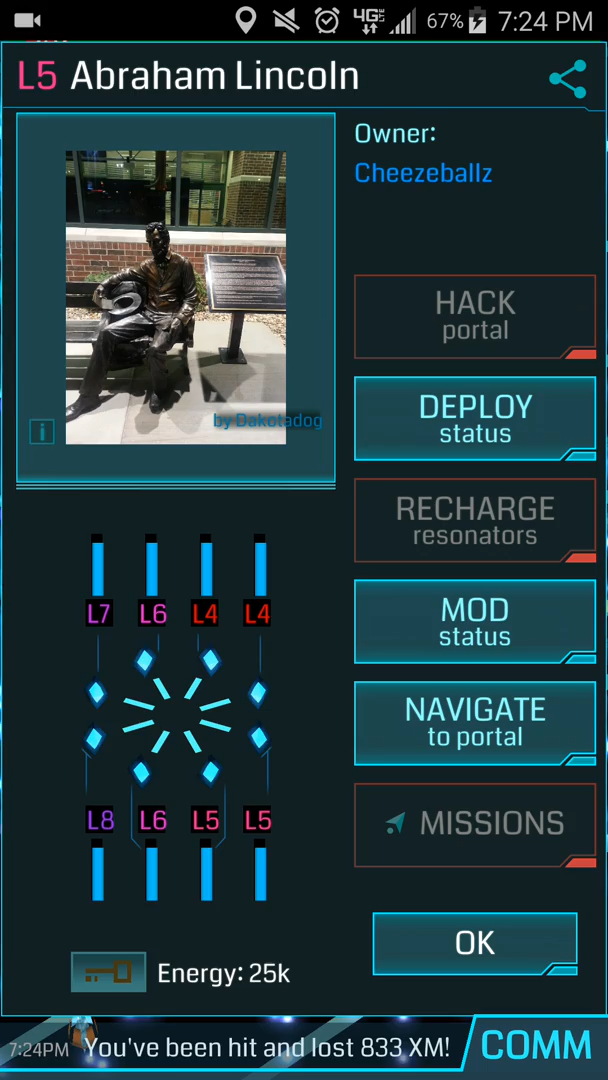 4G LTE 67% 7:24 PM
L5 Abraham Lincoln
Owner:
Cheezeballz
by Dakotadog
i
HACK
portal
DEPLOY
status
RECHARGE
resonators
MOD
status
NAVIGATE
to portal
MISSIONS
L7 L6 L4 L4
L8 L6 L5 L5
OK
Energy: 25k
7:24PM You've been hit and lost 833 XM! COMM